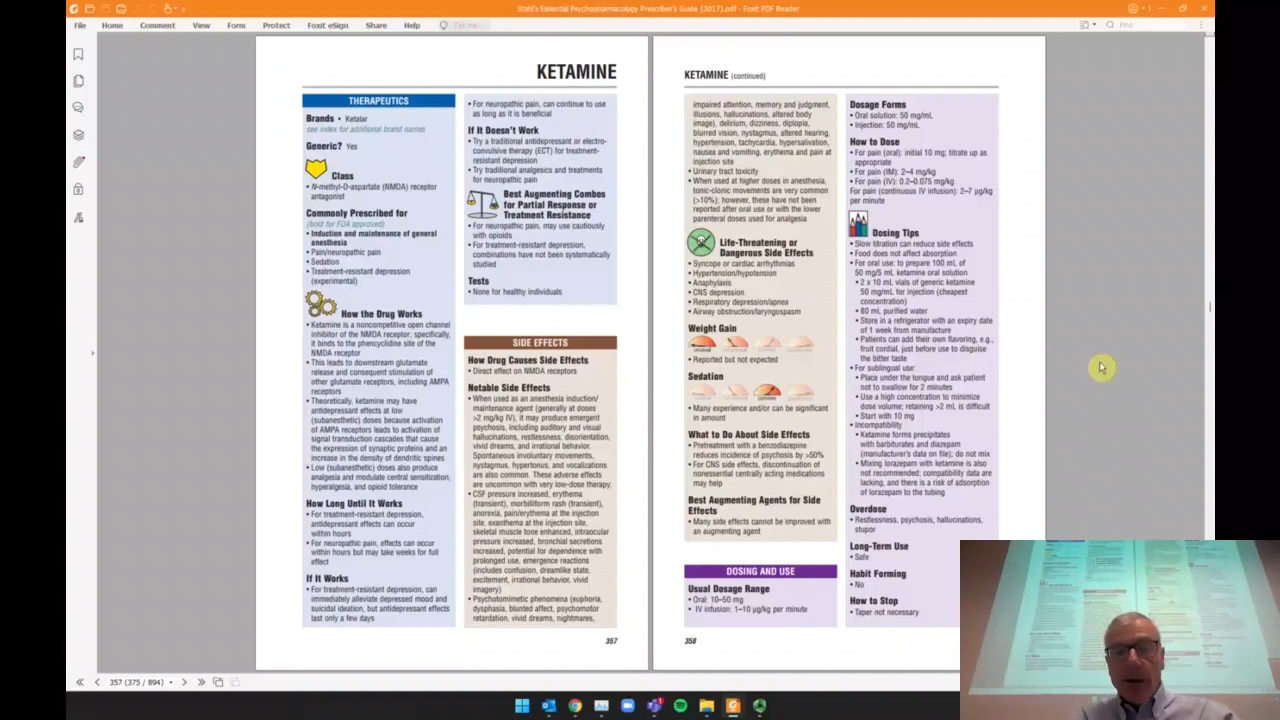 Stahl's Essential Psychopharmacology Prescriber's Guide (2017).pdf - Foxit PDF Reader
File Home Comment View Form Protect Foxit eSign Share Help
Find
KETAMINE
THERAPEUTICS
Brands • Ketalar
see index for additional brand names
Generic? Yes
Class
• N-methyl-D-aspartate (NMDA) receptor
antagonist
Commonly Prescribed for
(bold for FDA approved)
• Induction and maintenance of general
anesthesia
• Pain/neuropathic pain
• Sedation
• Treatment-resistant depression
(experimental)
How the Drug Works
• Ketamine is a noncompetitive open channel
inhibitor of the NMDA receptor; specifically,
it binds to the phencyclidine site of the
NMDA receptor
• This leads to downstream glutamate
release and consequent stimulation of
other glutamate receptors, including AMPA
receptors
• Theoretically, ketamine may have
antidepressant effects at low
(subanesthetic) doses because activation
of AMPA receptors leads to activation of
signal transduction cascades that cause
the expression of synaptic proteins and an
increase in the density of dendritic spines
• Low (subanesthetic) doses also produce
analgesia and modulate central sensitization,
hyperalgesia, and opioid tolerance
How Long Until It Works
• For treatment-resistant depression,
antidepressant effects can occur
within hours
• For neuropathic pain, effects can occur
within hours but may take weeks for full
effect
If It Works
• For treatment-resistant depression, can
immediately alleviate depressed mood and
suicidal ideation, but antidepressant effects
last only a few days
• For neuropathic pain, can continue to use
as long as it is beneficial
If It Doesn't Work
• Try a traditional antidepressant or electro-
convulsive therapy (ECT) for treatment-
resistant depression
• Try traditional analgesics and treatments
for neuropathic pain
Best Augmenting Combos
for Partial Response or
Treatment Resistance
• For neuropathic pain, may use cautiously
with opioids
• For treatment-resistant depression,
combinations have not been systematically
studied
Tests
• None for healthy individuals
SIDE EFFECTS
How Drug Causes Side Effects
• Direct effect on NMDA receptors
Notable Side Effects
• When used as an anesthesia induction/
maintenance agent (generally at doses
>2 mg/kg IV), it may produce emergent
psychosis, including auditory and visual
hallucinations, restlessness, disorientation,
vivid dreams, and irrational behavior.
Spontaneous involuntary movements,
nystagmus, hypertonus, and vocalizations
are also common. These adverse effects
are uncommon with very low-dose therapy.
• CSF pressure increased, erythema
(transient), morbilliform rash (transient),
anorexia, pain/erythema at the injection
site, exanthema at the injection site,
skeletal muscle tone enhanced, intraocular
pressure increased, bronchial secretions
increased, potential for dependence with
prolonged use, emergence reactions
(includes confusion, dreamlike state,
excitement, irrational behavior, vivid
imagery)
• Psychotomimetic phenomena (euphoria,
dysphasia, blunted affect, psychomotor
retardation, vivid dreams, nightmares,
357
KETAMINE (continued)
impaired attention, memory and judgment,
illusions, hallucinations, altered body
image), delirium, dizziness, diplopia,
blurred vision, nystagmus, altered hearing,
hypertension, tachycardia, hypersalivation,
nausea and vomiting, erythema and pain at
injection site
• Urinary tract toxicity
• When used at higher doses in anesthesia,
tonic-clonic movements are very common
(>10%); however, these have not been
reported after oral use or with the lower
parenteral doses used for analgesia
Life-Threatening or
Dangerous Side Effects
• Syncope or cardiac arrhythmias
• Hypertension/hypotension
• Anaphylaxis
• CNS depression
• Respiratory depression/apnea
• Airway obstruction/laryngospasm
Weight Gain
unusual
• Reported but not expected
Sedation
common
• Many experience and/or can be significant
in amount
What to Do About Side Effects
• Pretreatment with a benzodiazepine
reduces incidence of psychosis by >50%
• For CNS side effects, discontinuation of
nonessential centrally acting medications
may help
Best Augmenting Agents for Side
Effects
• Many side effects cannot be improved with
an augmenting agent
DOSING AND USE
Usual Dosage Range
• Oral: 10–50 mg
• IV infusion: 1–10 µg/kg per minute
Dosage Forms
• Oral solution: 50 mg/mL
• Injection: 50 mg/mL
How to Dose
• For pain (oral): initial 10 mg; titrate up as
appropriate
• For pain (IM): 2–4 mg/kg
• For pain (IV): 0.2–0.075 mg/kg
For pain (continuous IV infusion): 2–7 µg/kg
per minute
Dosing Tips
• Slow titration can reduce side effects
• Food does not affect absorption
• For oral use: to prepare 100 mL of
50 mg/5 mL ketamine oral solution
• 2 x 10 mL vials of generic ketamine
50 mg/mL for injection (cheapest
concentration)
• 80 mL purified water
• Store in a refrigerator with an expiry date
of 1 week from manufacture
• Patients can add their own flavoring, e.g.,
fruit cordial, just before use to disguise
the bitter taste
• For sublingual use:
• Place under the tongue and ask patient
not to swallow for 2 minutes
• Use a high concentration to minimize
dose volume; retaining >2 mL is difficult
• Start with 10 mg
• Incompatibility
• Ketamine forms precipitates
with barbiturates and diazepam
(manufacturer's data on file); do not mix
• Mixing lorazepam with ketamine is also
not recommended; compatibility data are
lacking, and there is a risk of adsorption
of lorazepam to the tubing
Overdose
• Restlessness, psychosis, hallucinations,
stupor
Long-Term Use
• Safe
Habit Forming
• No
How to Stop
• Taper not necessary
358
357 (375 / 894)